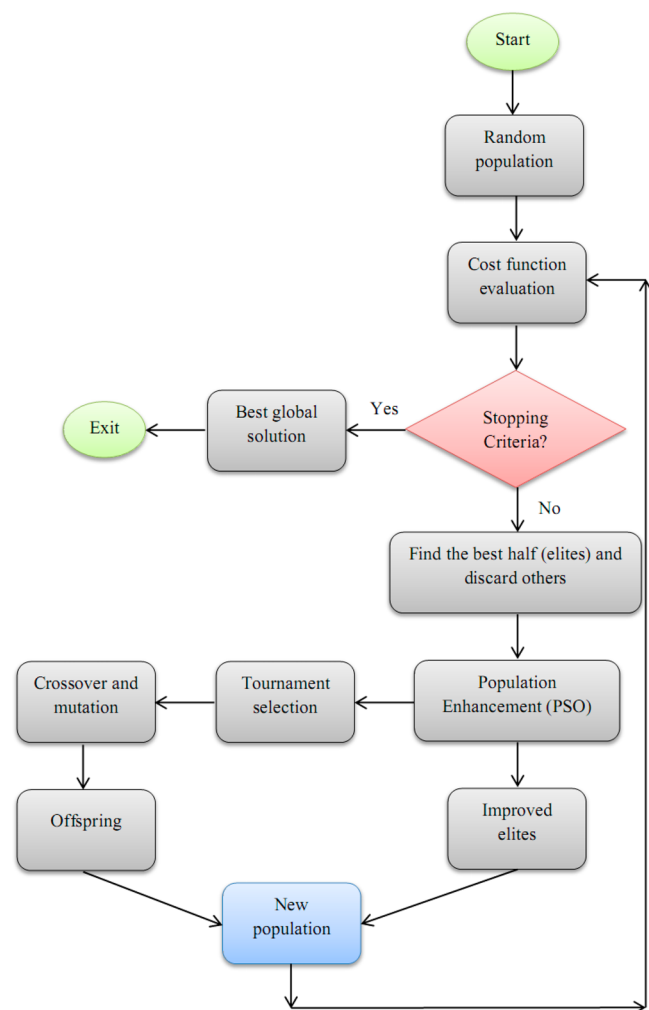 Start
Random
population
Cost function
evaluation
Stopping
Criteria?
Yes
Best global
solution
Exit
No
Find the best half (elites) and
discard others
Population
Enhancement (PSO)
Tournament
selection
Crossover and
mutation
Offspring
Improved
elites
New
population